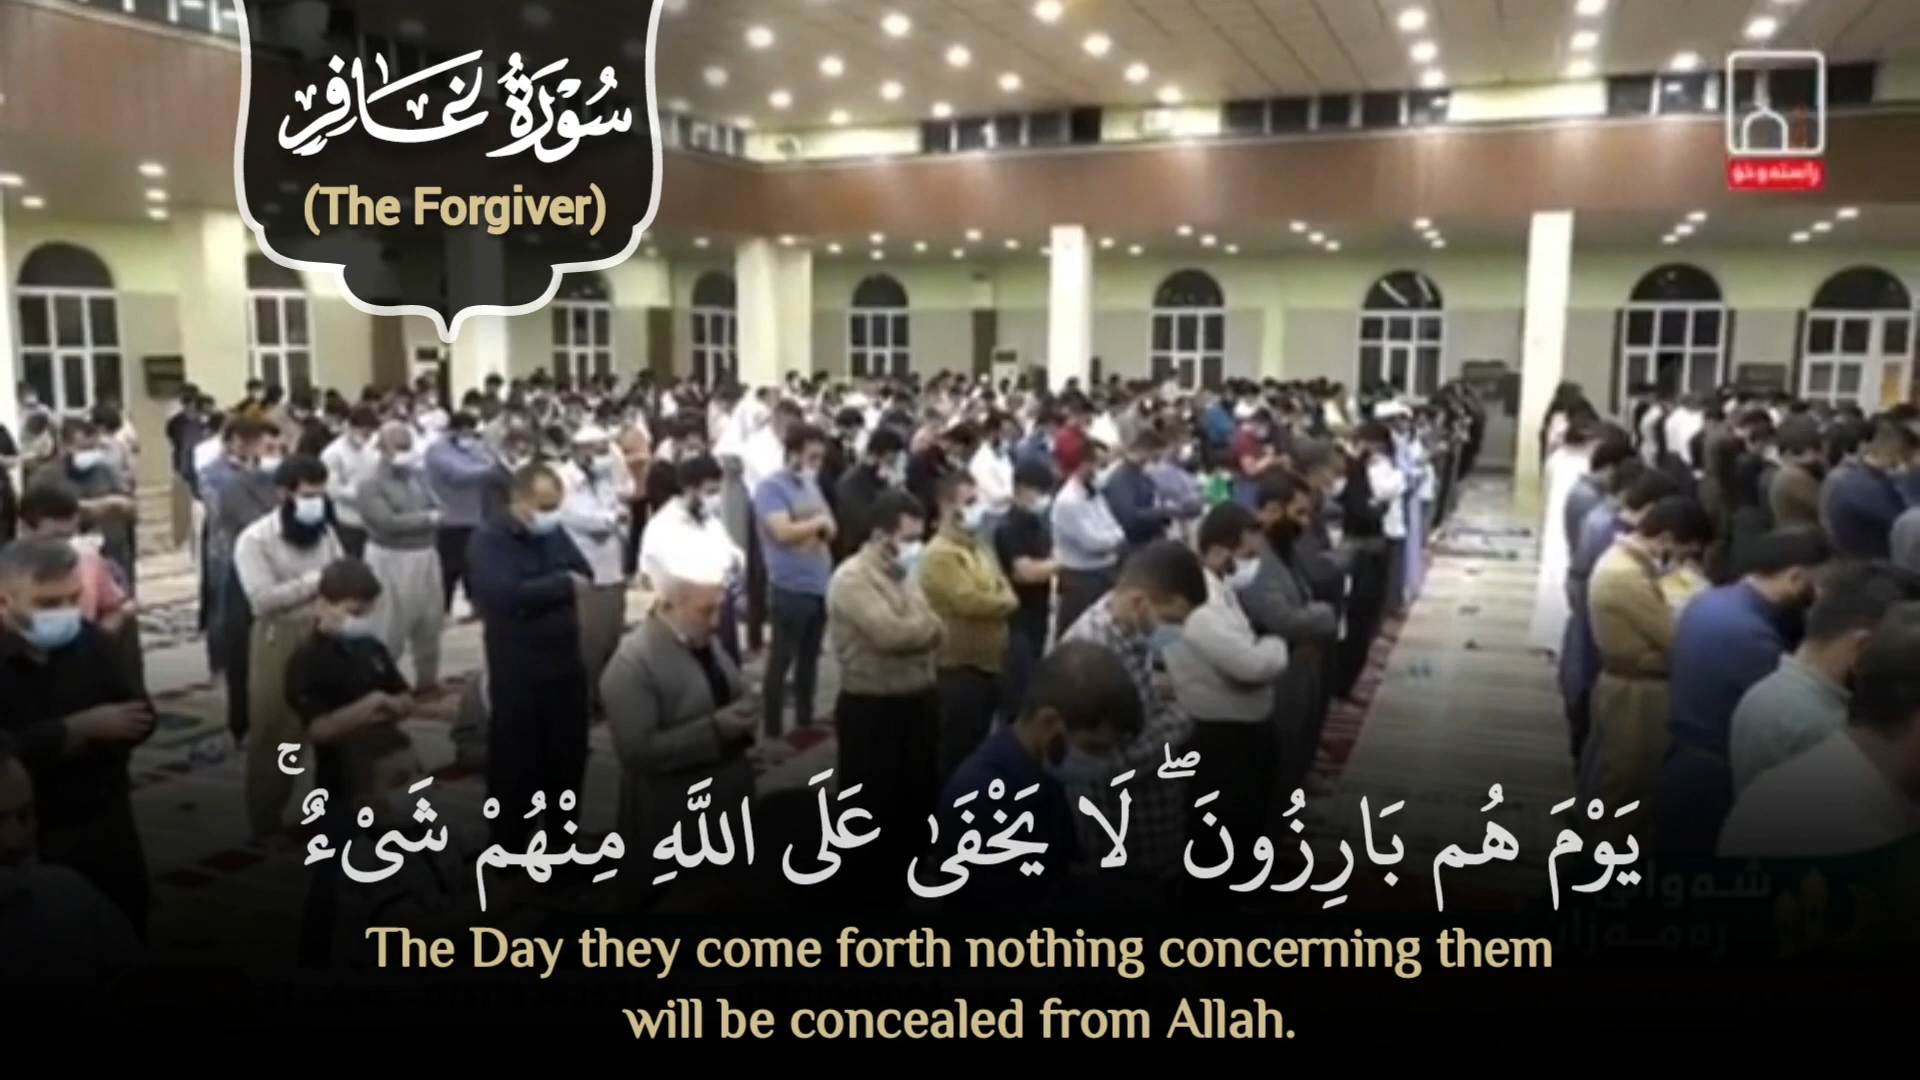 سُوْرَةُ غَافِرٍ
(The Forgiver)
راستەوخۆ
يَوْمَ هُم بَارِزُونَ ۖ لَا يَخْفَىٰ عَلَى اللَّهِ مِنْهُمْ شَىْءٌ ۚ
The Day they come forth nothing concerning them
will be concealed from Allah.